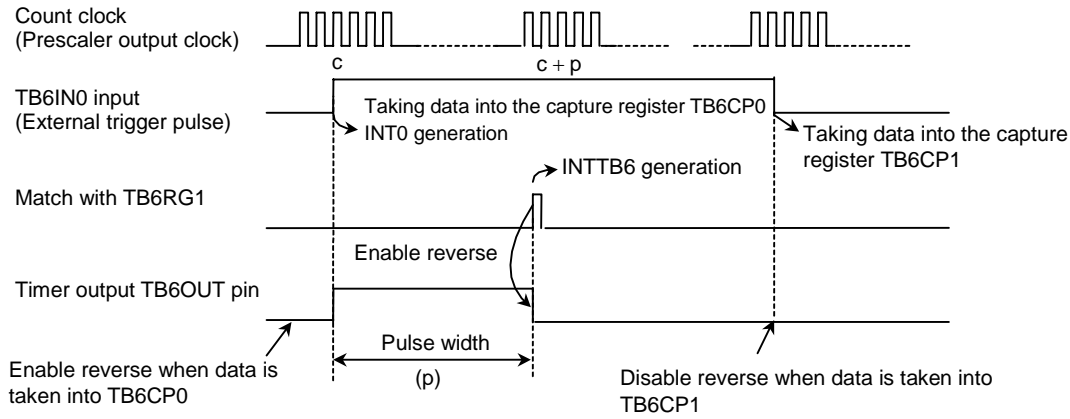 Count clock
(Prescaler output clock)
c
c + p
TB6IN0 input
(External trigger pulse)
Taking data into the capture register TB6CP0
INT0 generation
Taking data into the capture
register TB6CP1
INTTB6 generation
Match with TB6RG1
Enable reverse
Timer output TB6OUT pin
Pulse width
(p)
Enable reverse when data is
taken into TB6CP0
Disable reverse when data is taken into
TB6CP1